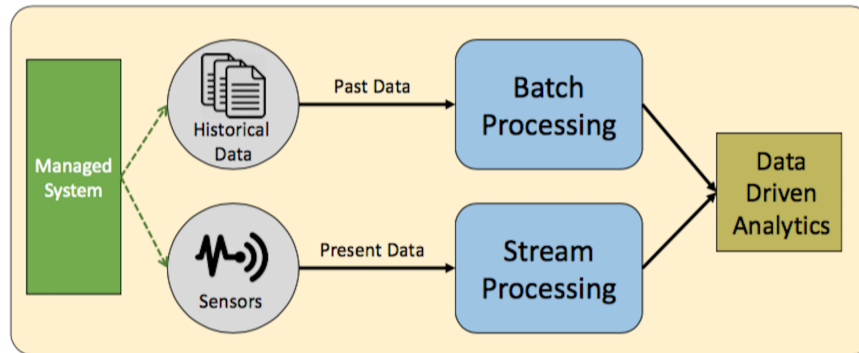 Managed
System
Historical
Data
Past Data
Batch
Processing
Sensors
Present Data
Stream
Processing
Data
Driven
Analytics